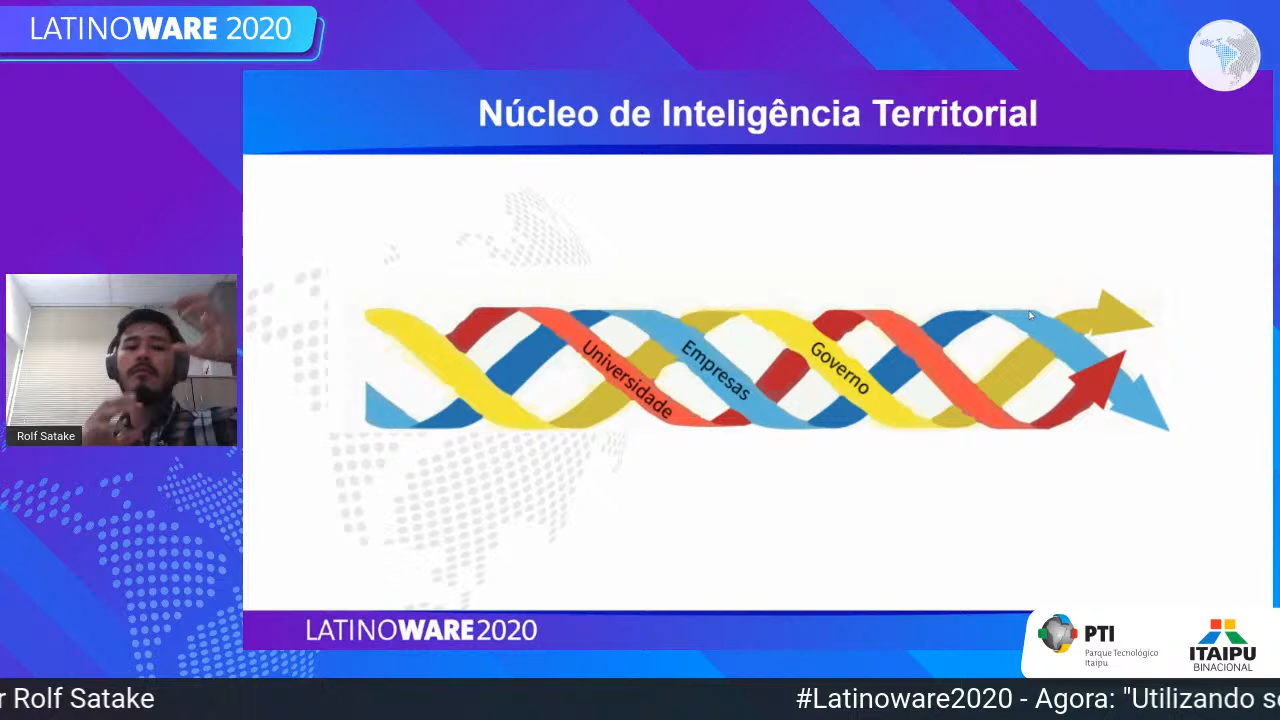 LATINOWARE 2020
Núcleo de Inteligência Territorial
Universidade
Empresas
Governo
Rolf Satake
LATINOWARE2020
PTI
Parque Tecnológico
Itaipu
ITAIPU
BINACIONAL
r Rolf Satake
#Latinoware2020 - Agora: "Utilizando s